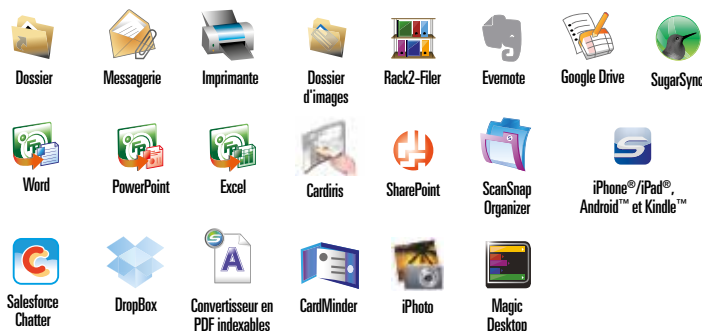 Dossier
Messagerie
Imprimante
Dossier
d'images
Rack2-Filer
Evernote
Google Drive
SugarSync
Word
PowerPoint
Excel
Cardiris
SharePoint
ScanSnap
Organizer
iPhone®/iPad®,
Android™ et Kindle™
Salesforce
Chatter
DropBox
Convertisseur en
PDF indexables
CardMinder
iPhoto
Magic
Desktop